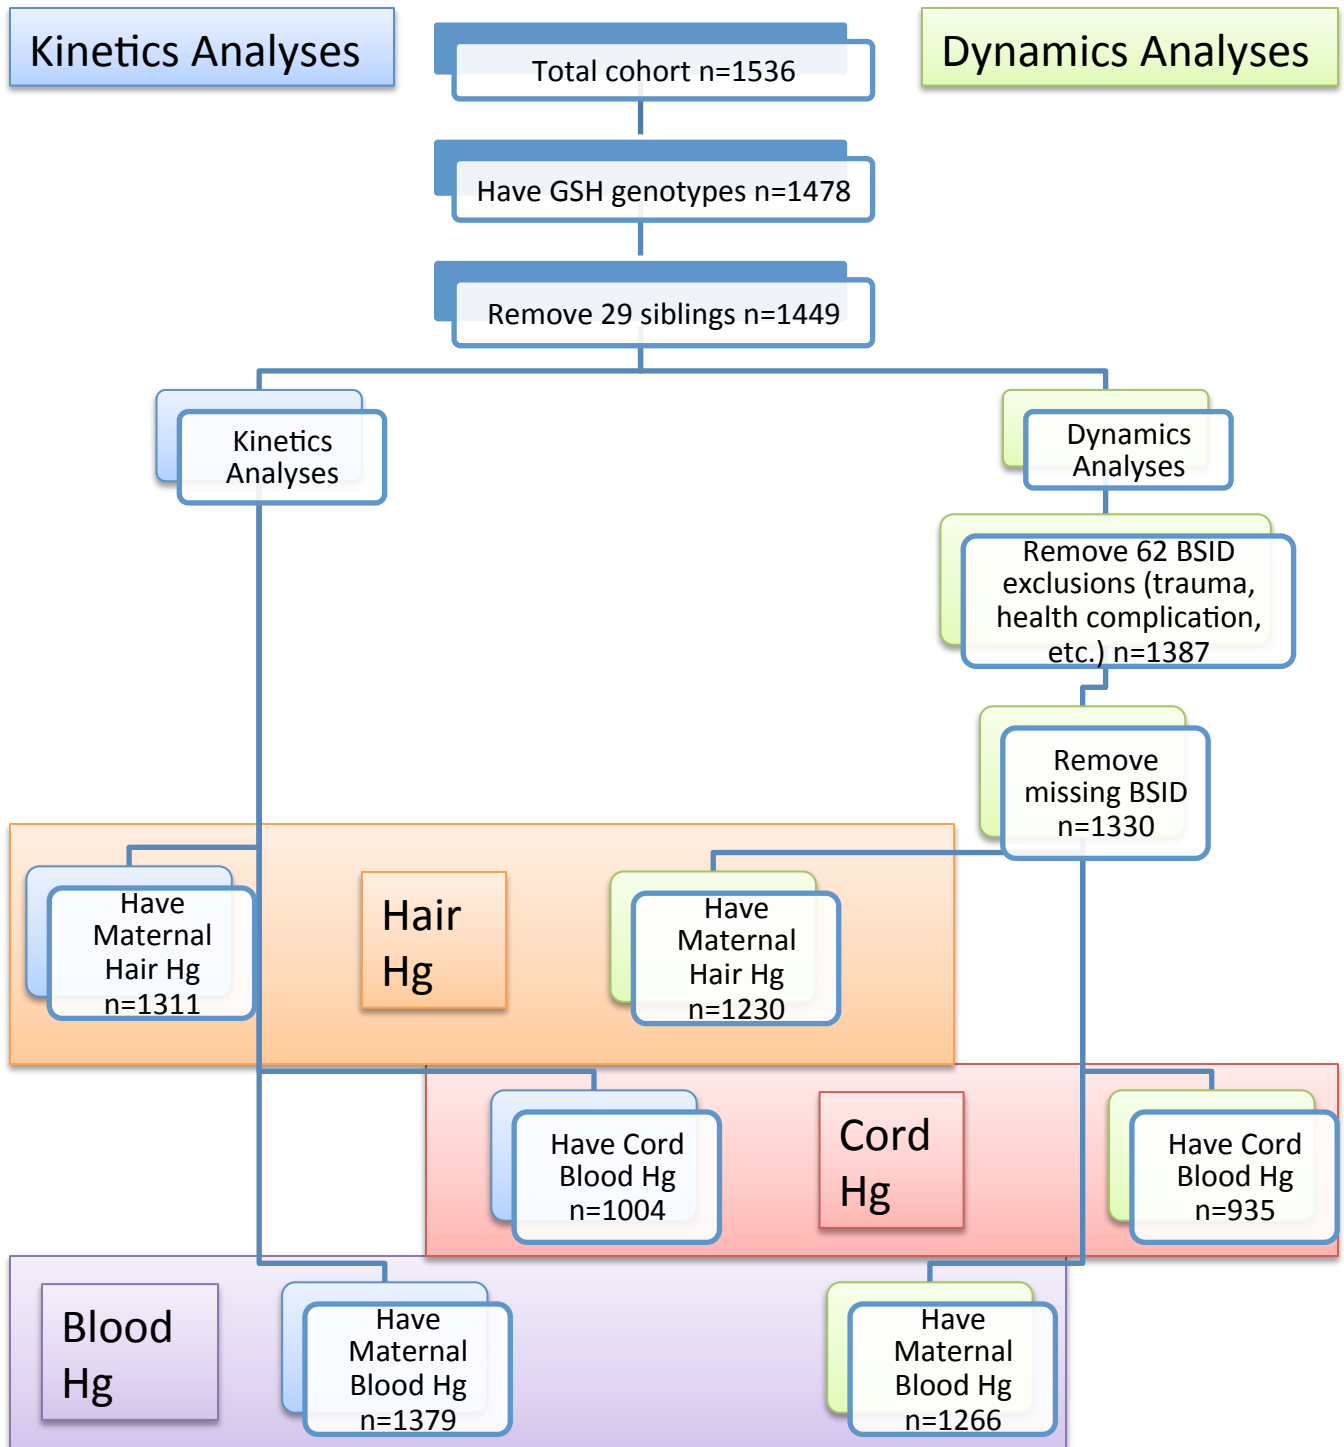 Kinetics Analyses
Dynamics Analyses
Total cohort n=1536
Have GSH genotypes n=1478
Remove 29 siblings n=1449
Kinetics
Analyses
Dynamics
Analyses
Remove 62 BSID
exclusions (trauma,
health complication,
etc.) n=1387
Remove
missing BSID
n=1330
Have
Maternal
Hair Hg
n=1311
Hair
Hg
Have
Maternal
Hair Hg
n=1230
Have Cord
Blood Hg
n=1004
Cord
Hg
Have Cord
Blood Hg
n=935
Blood
Hg
Have
Maternal
Blood Hg
n=1379
Have
Maternal
Blood Hg
n=1266